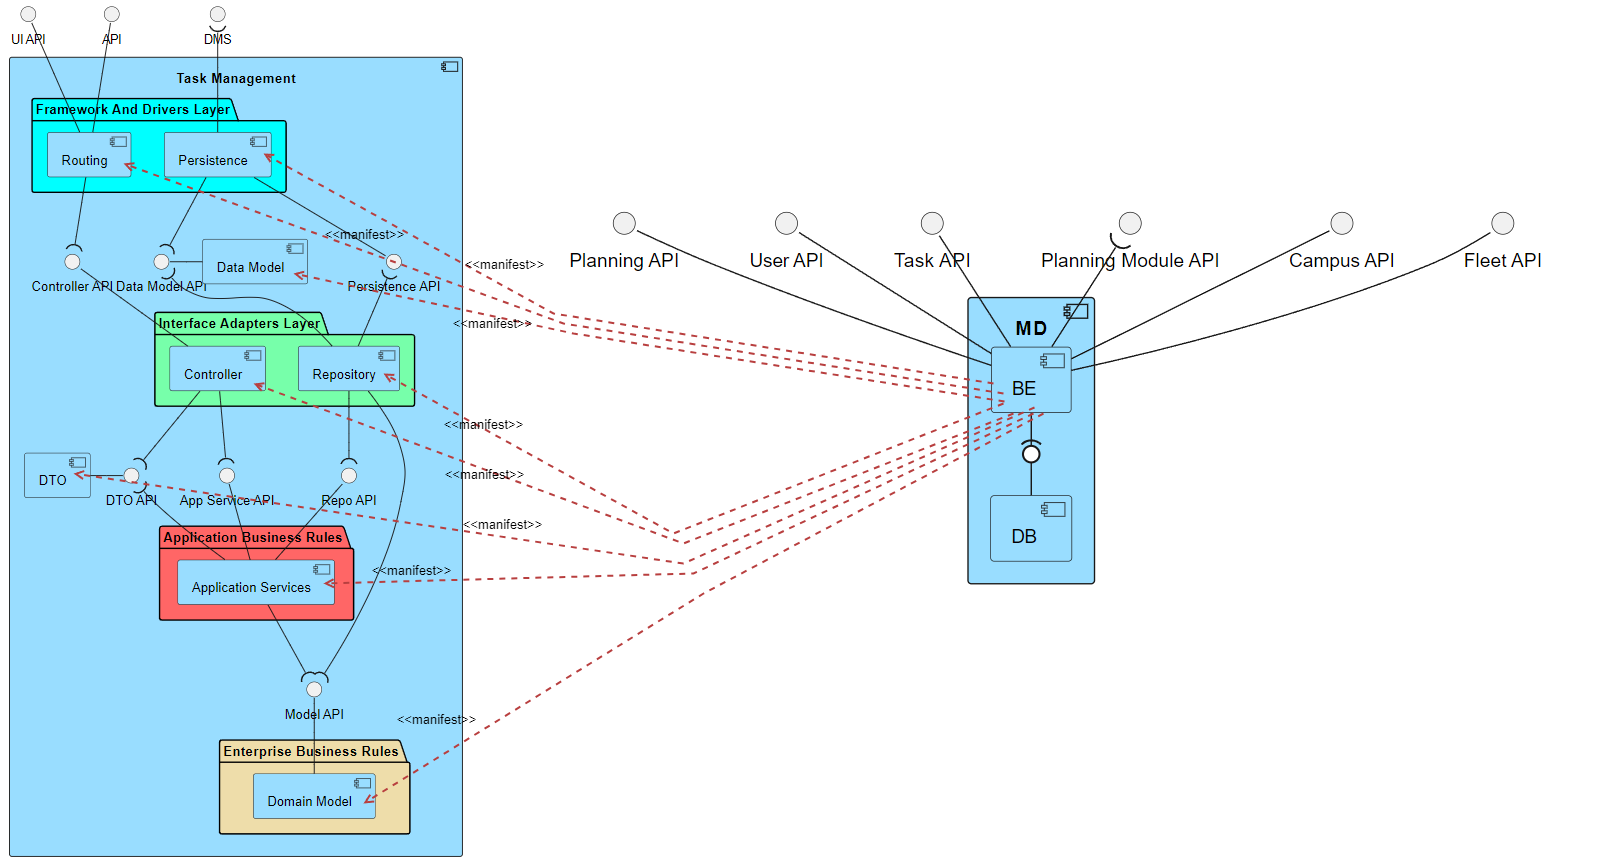 UI API
API
DMS
Task Management
Framework And Drivers Layer
Routing
Persistence
<<manifest>>
<<manifest>>
Data Model
Controller API
Data Model API
Persistence API
<<manifest>>
Interface Adapters Layer
Controller
Repository
<<manifest>>
<<manifest>>
DTO
DTO API
App Service API
Repo API
<<manifest>>
Application Business Rules
<<manifest>>
Application Services
Model API
<<manifest>>
Enterprise Business Rules
Domain Model
Planning API
User API
Task API
Planning Module API
Campus API
Fleet API
MD
BE
DB